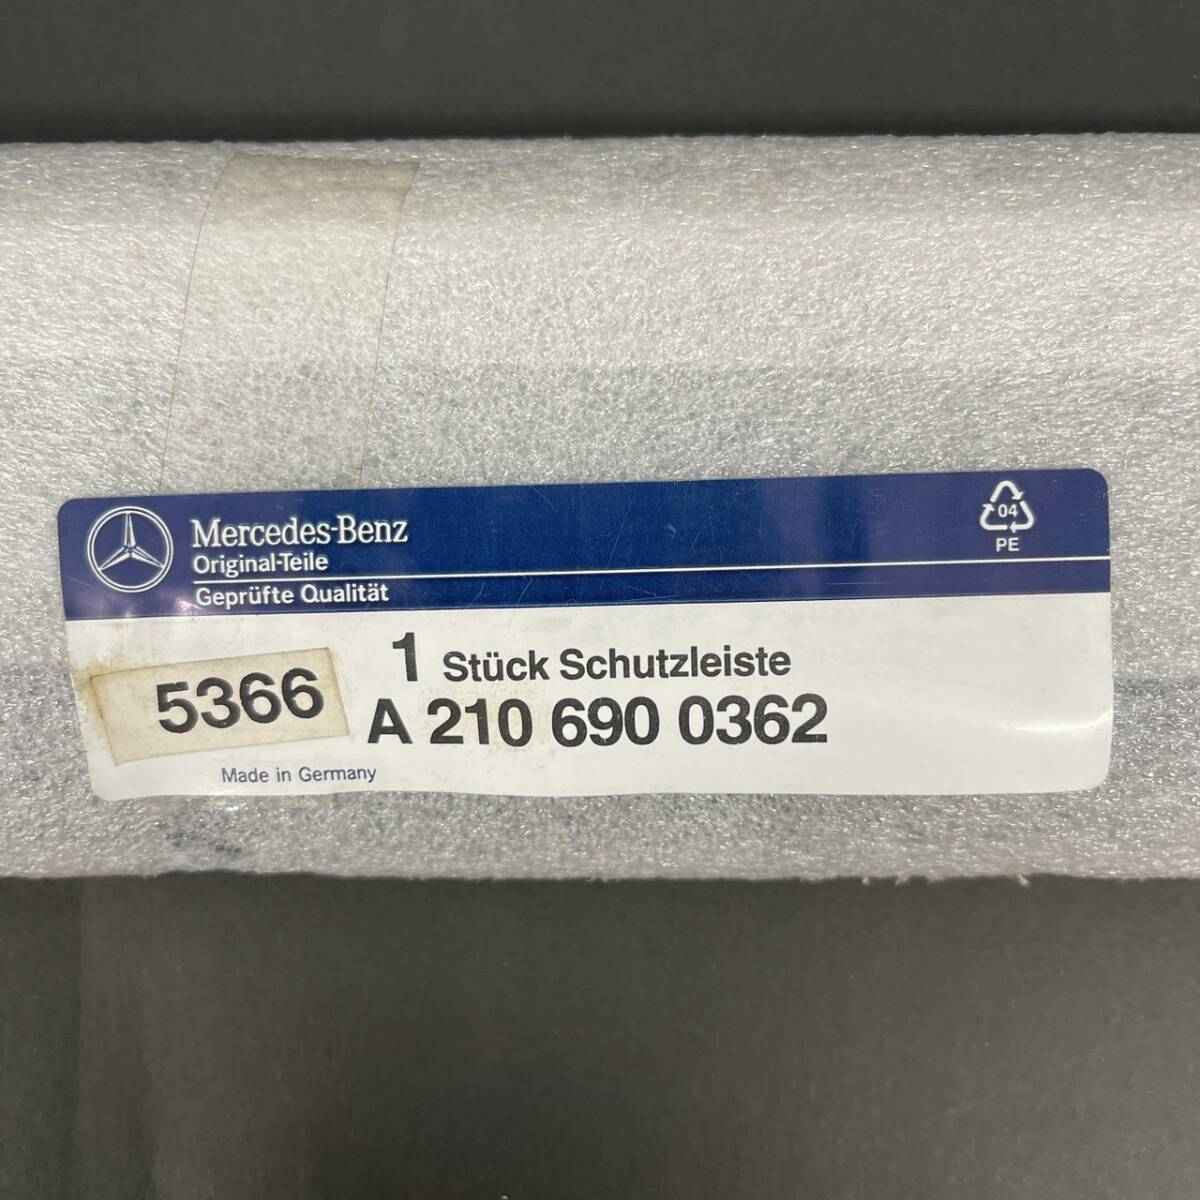 Mercedes-Benz
Original-Teile
Geprüfte Qualität
04
PE
1 Stück Schutzleiste
5366
A 210 690 0362
Made in Germany